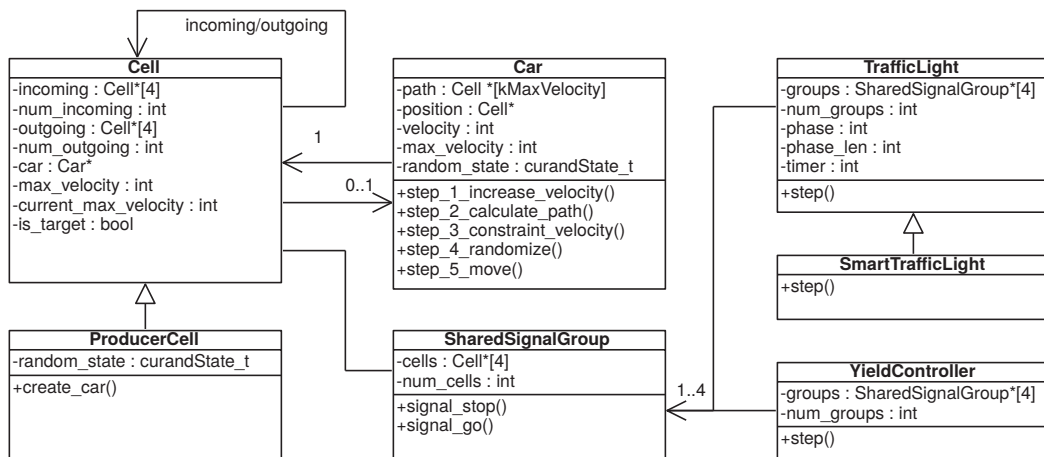 incoming/outgoing
Cell
-incoming : Cell*[4]
-num_incoming : int
-outgoing : Cell*[4]
-num_outgoing : int
-car : Car*
-max_velocity : int
-current_max_velocity : int
-is_target : bool
1
0..1
Car
-path : Cell *[kMaxVelocity]
-position : Cell*
-velocity : int
-max_velocity : int
-random_state : curandState_t
+step_1_increase_velocity()
+step_2_calculate_path()
+step_3_constraint_velocity()
+step_4_randomize()
+step_5_move()
TrafficLight
-groups : SharedSignalGroup*[4]
-num_groups : int
-phase : int
-phase_len : int
-timer : int
+step()
SmartTrafficLight
+step()
ProducerCell
-random_state : curandState_t
+create_car()
SharedSignalGroup
-cells : Cell*[4]
-num_cells : int
+signal_stop()
+signal_go()
1..4
YieldController
-groups : SharedSignalGroup*[4]
-num_groups : int
+step()